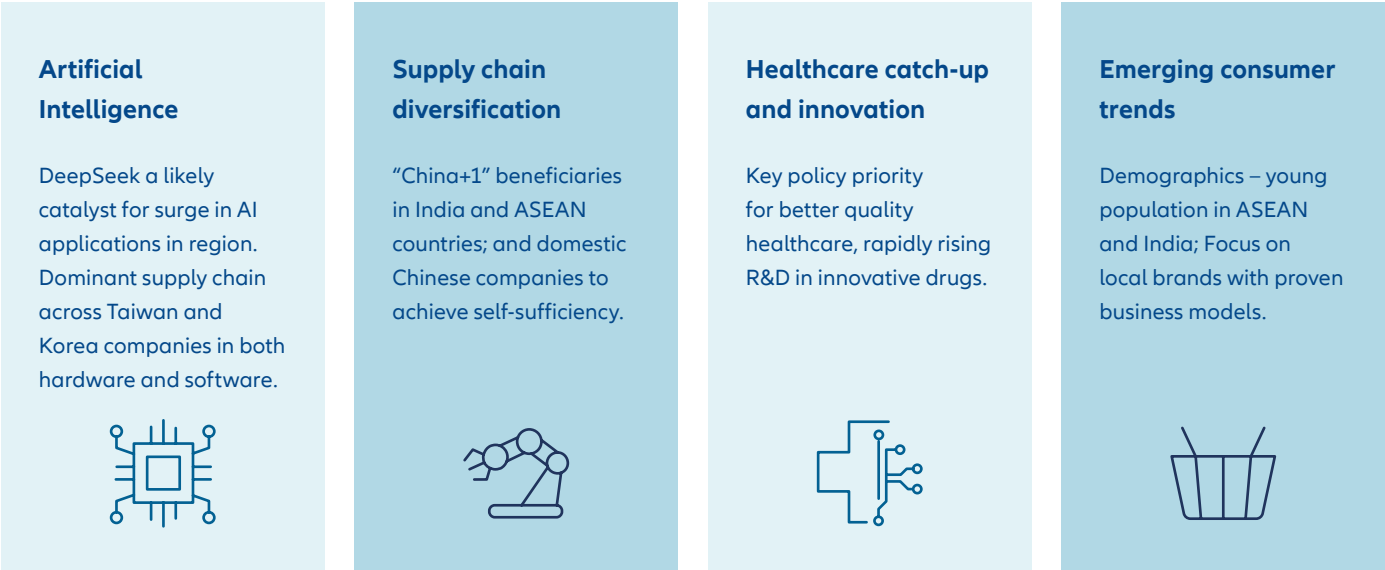 Artificial
Intelligence
DeepSeek a likely
catalyst for surge in AI
applications in region.
Dominant supply chain
across Taiwan and
Korea companies in both
hardware and software.
Supply chain
diversification
“China+1” beneficiaries
in India and ASEAN
countries; and domestic
Chinese companies to
achieve self-sufficiency.
Healthcare catch-up
and innovation
Key policy priority
for better quality
healthcare, rapidly rising
R&D in innovative drugs.
Emerging consumer
trends
Demographics – young
population in ASEAN
and India; Focus on
local brands with proven
business models.